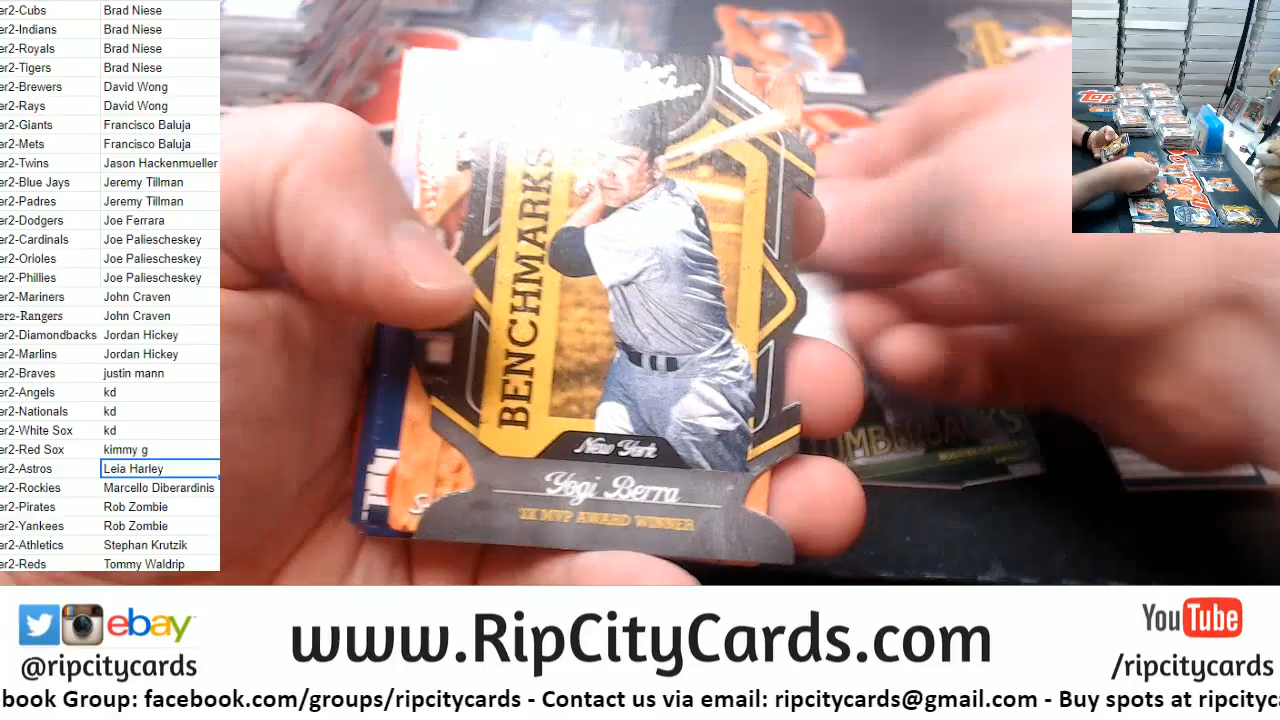 er2-Cubs Brad Niese
er2-Indians Brad Niese
er2-Royals Brad Niese
er2-Tigers Brad Niese
er2-Brewers David Wong
er2-Rays David Wong
er2-Giants Francisco Baluja
er2-Mets Francisco Baluja
er2-Twins Jason Hackenmueller
er2-Blue Jays Jeremy Tillman
er2-Padres Jeremy Tillman
er2-Dodgers Joe Ferrara
er2-Cardinals Joe Paliescheskey
er2-Orioles Joe Paliescheskey
er2-Phillies Joe Paliescheskey
er2-Mariners John Craven
er2-Rangers John Craven
er2-Diamondbacks Jordan Hickey
er2-Marlins Jordan Hickey
er2-Braves justin mann
er2-Angels kd
er2-Nationals kd
er2-White Sox kd
er2-Red Sox kimmy g
er2-Astros Leia Harley
er2-Rockies Marcello Diberardinis
er2-Pirates Rob Zombie
er2-Yankees Rob Zombie
er2-Athletics Stephan Krutzik
er2-Reds Tommy Waldrip
BENCHMARKS
New York
Yogi Berra
3X MVP AWARD WINNER
ebay
@ripcitycards
www.RipCityCards.com
YouTube
/ripcitycards
book Group: facebook.com/groups/ripcitycards - Contact us via email: ripcitycards@gmail.com - Buy spots at ripcityc